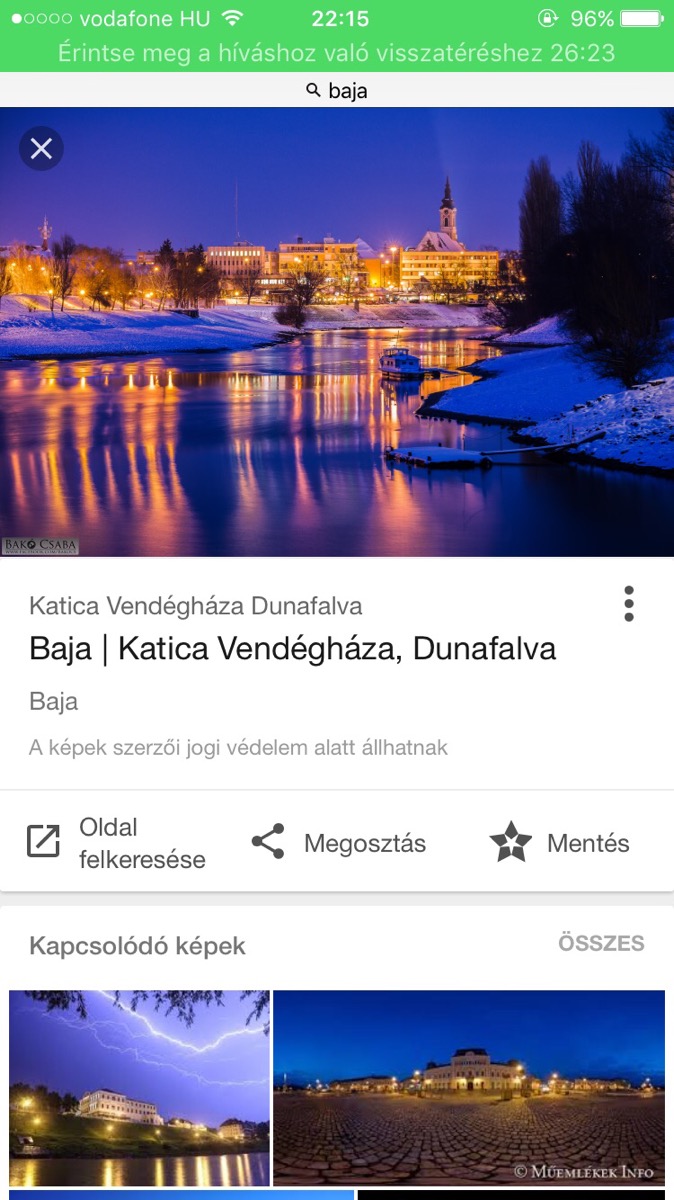 vodafone HU 22:15 96%
Érintse meg a híváshoz való visszatéréshez 26:23
baja
BAKÓ CSABA
Katica Vendégháza Dunafalva
Baja | Katica Vendégháza, Dunafalva
Baja
A képek szerzői jogi védelem alatt állhatnak
Oldal
felkeresése
Megosztás
Mentés
Kapcsolódó képek
ÖSSZES
© MŰEMLÉKEK INFO